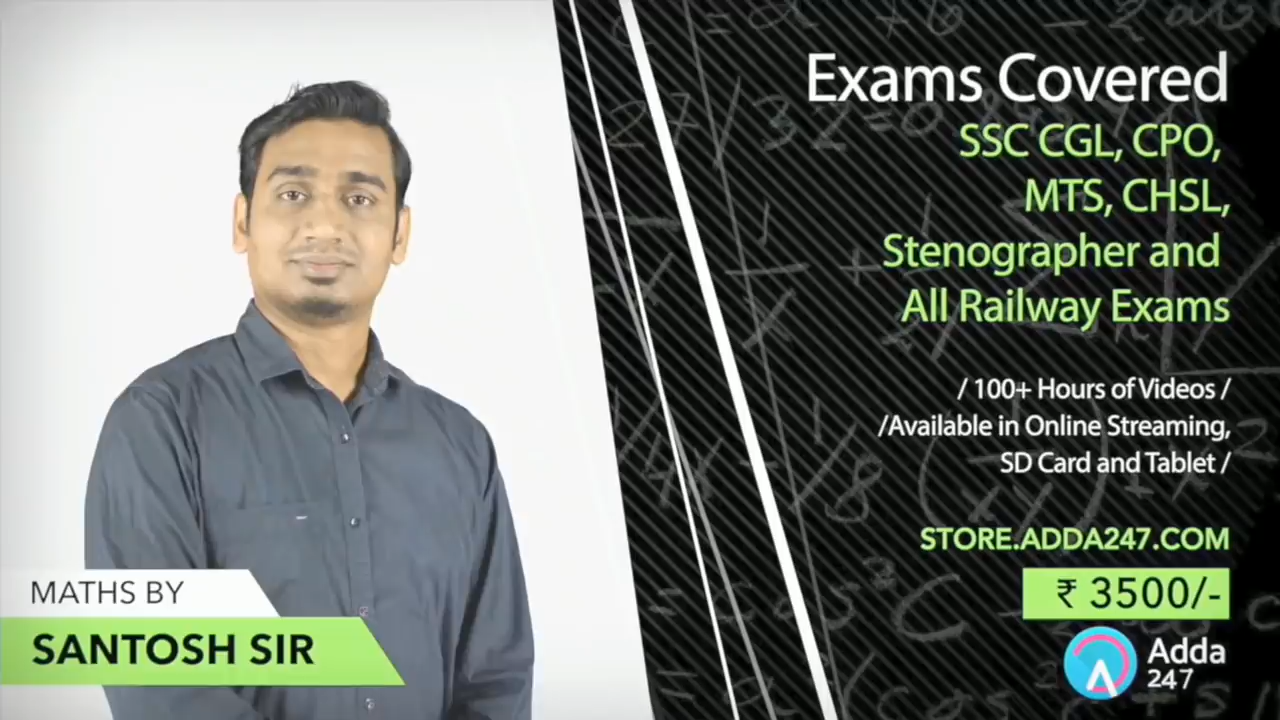 Exams Covered
SSC CGL, CPO,
MTS, CHSL,
Stenographer and
All Railway Exams
/ 100+ Hours of Videos /
/Available in Online Streaming,
SD Card and Tablet /
STORE.ADDA247.COM
₹ 3500/-
Adda
247
MATHS BY
SANTOSH SIR